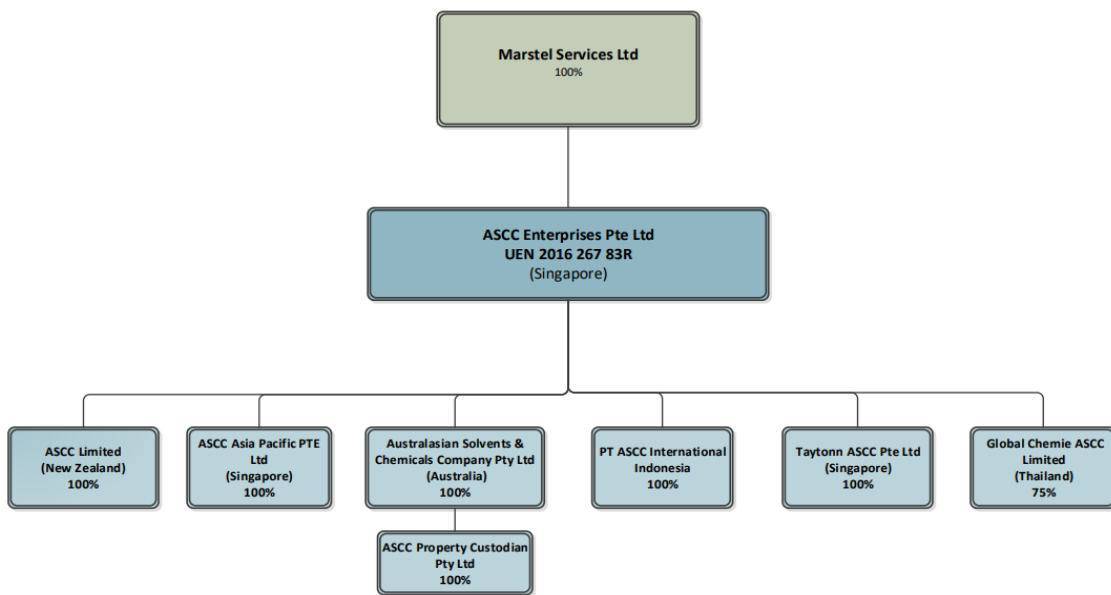 Marstel Services Ltd
100%
ASCC Enterprises Pte Ltd
UEN 2016 267 83R
(Singapore)
ASCC Limited
(New Zealand)
100%
ASCC Asia Pacific PTE
Ltd
(Singapore)
100%
Australasian Solvents &
Chemicals Company Pty Ltd
(Australia)
100%
PT ASCC International
Indonesia
100%
Taytonn ASCC Pte Ltd
(Singapore)
100%
Global Chemie ASCC
Limited
(Thailand)
75%
ASCC Property Custodian
Pty Ltd
100%